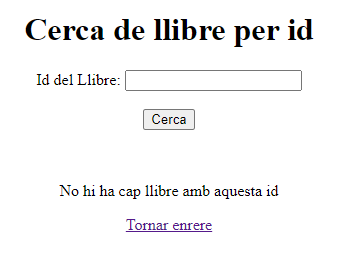 Cerca de llibre per id
Id del Llibre:
Cerca
No hi ha cap llibre amb aquesta id
Tornar enrere